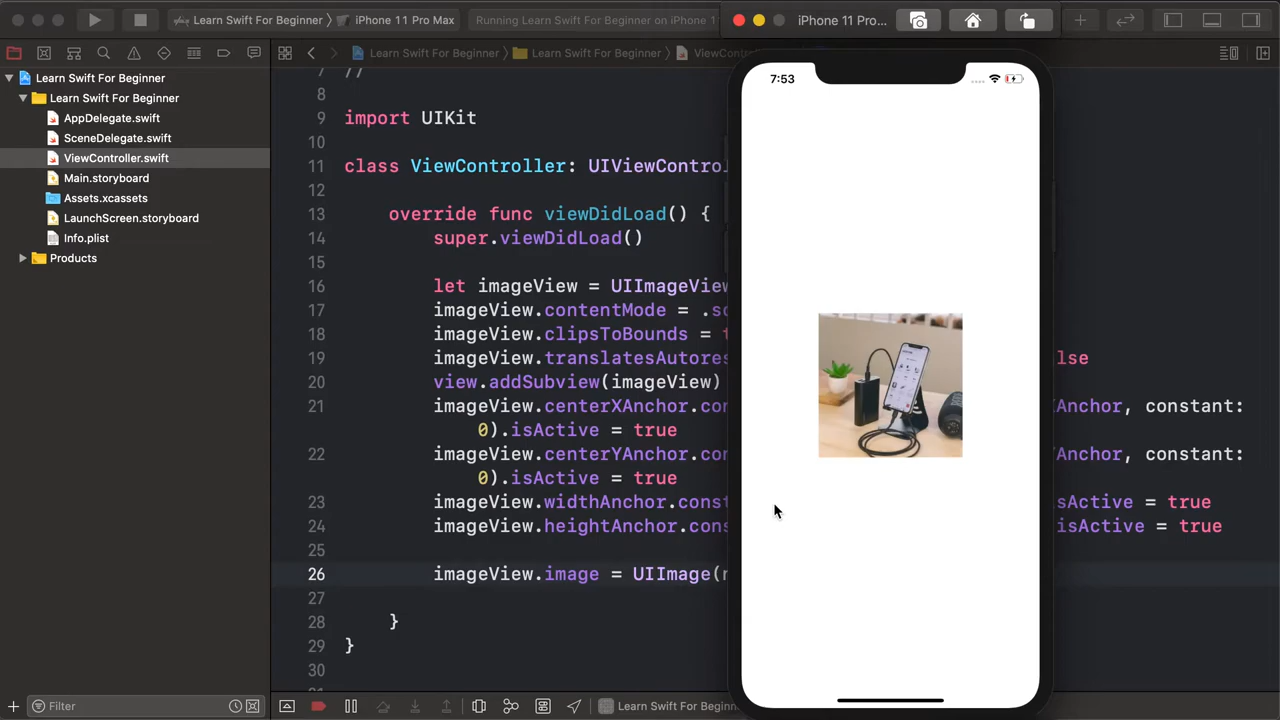 Learn Swift For Beginner › iPhone 11 Pro Max
Running Learn Swift For Beginner on iPhone 1
iPhone 11 Pro...
Learn Swift For Beginner › Learn Swift For Beginner › ViewContr
Learn Swift For Beginner
Learn Swift For Beginner
AppDelegate.swift
SceneDelegate.swift
ViewController.swift
Main.storyboard
Assets.xcassets
LaunchScreen.storyboard
Info.plist
Products
Filter
7 //
8
9 import UIKit
10
11 class ViewController: UIViewContro
12
13 override func viewDidLoad() {
14 super.viewDidLoad()
15
16 let imageView = UIImageView
17 imageView.contentMode = .s
18 imageView.clipsToBounds = t
19 imageView.translatesAutores lse
20 view.addSubview(imageView)
21 imageView.centerXAnchor.con Anchor, constant:
0).isActive = true
22 imageView.centerYAnchor.con YAnchor, constant:
0).isActive = true
23 imageView.widthAnchor.const sActive = true
24 imageView.heightAnchor.cons isActive = true
25
26 imageView.image = UIImage(n
27
28 }
29 }
30
7:53
Learn Swift For Beginn